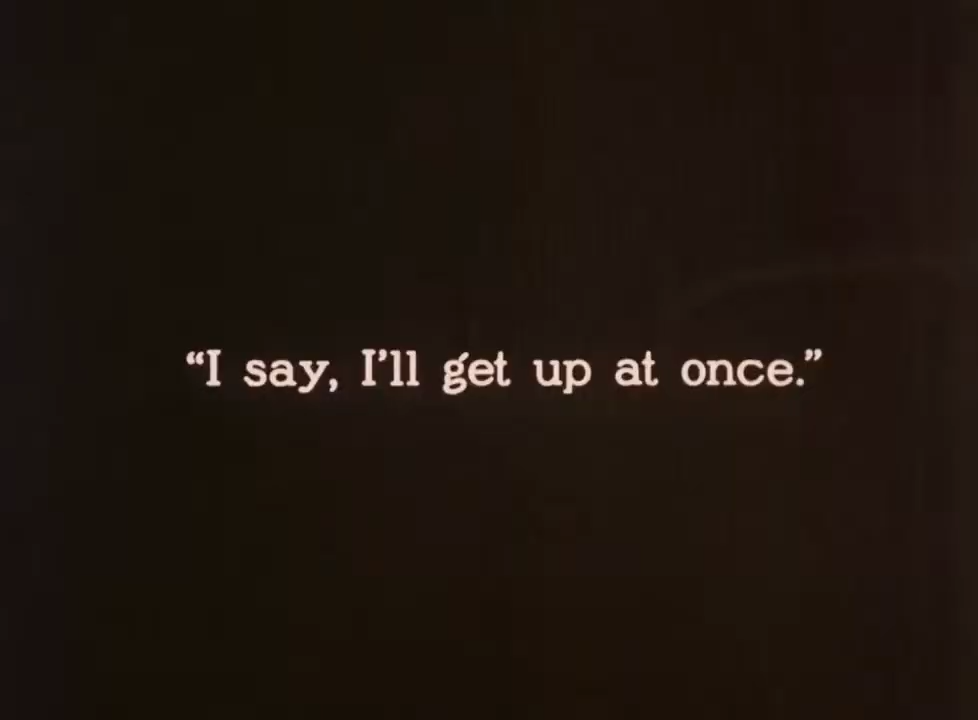 “I say, I’ll get up at once.”